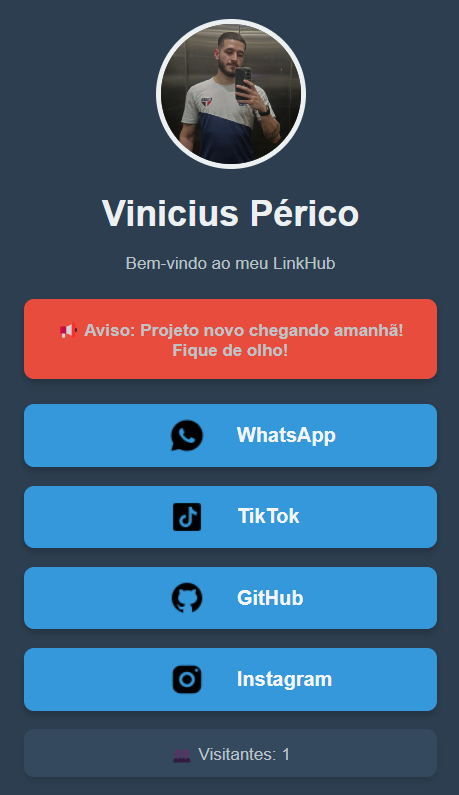 Vinicius Périco
Bem-vindo ao meu LinkHub
Aviso: Projeto novo chegando amanhã!
Fique de olho!
WhatsApp
TikTok
GitHub
Instagram
Visitantes: 1